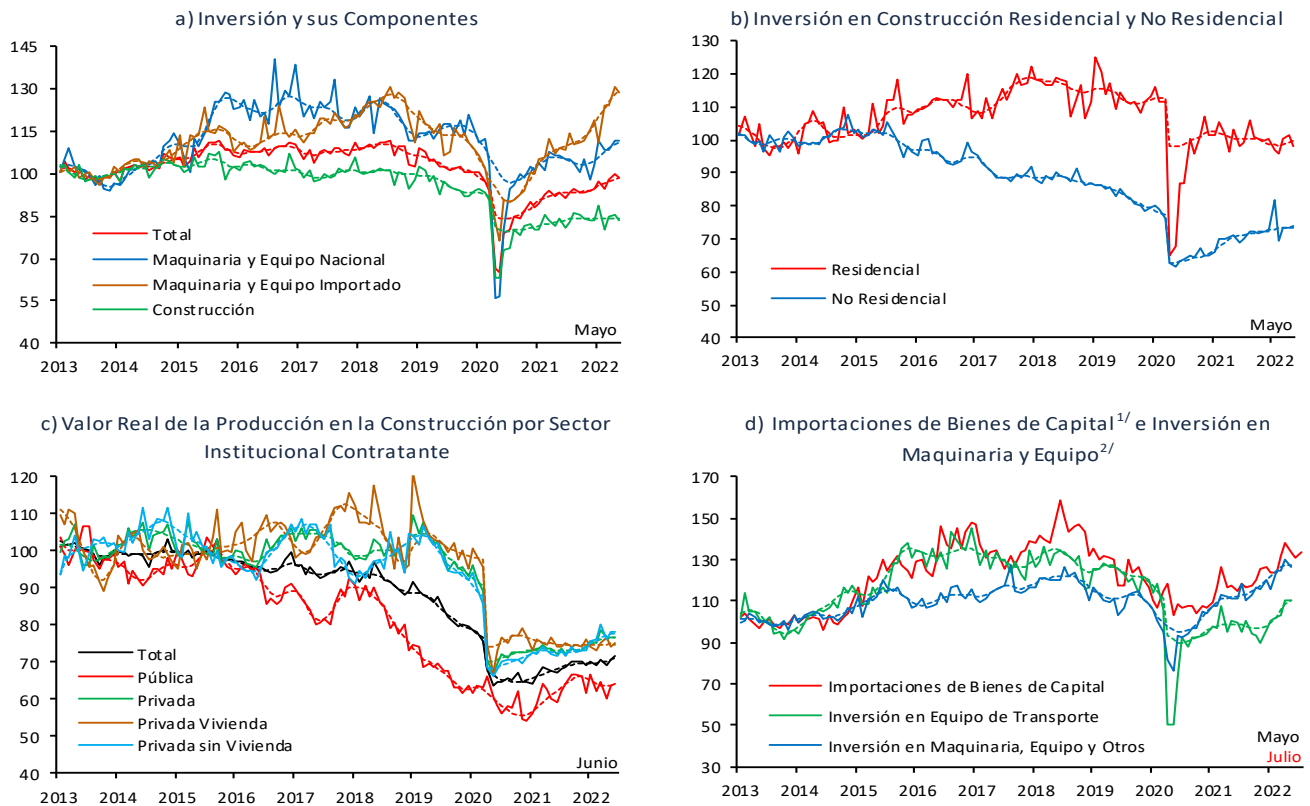 a) Inversión y sus Componentes
145
130
115
100
85
70
55
40
Total
Maquinaria y Equipo Nacional
Maquinaria y Equipo Importado
Construcción
Mayo
2013 2014 2015 2016 2017 2018 2019 2020 2021 2022
b) Inversión en Construcción Residencial y No Residencial
130
120
110
100
90
80
70
60
50
40
Residencial
No Residencial
Mayo
2013 2014 2015 2016 2017 2018 2019 2020 2021 2022
c) Valor Real de la Producción en la Construcción por Sector
Institucional Contratante
120
110
100
90
80
70
60
50
40
Total
Pública
Privada
Privada Vivienda
Privada sin Vivienda
Junio
2013 2014 2015 2016 2017 2018 2019 2020 2021 2022
d) Importaciones de Bienes de Capital1/ e Inversión en
Maquinaria y Equipo2/
170
150
130
110
90
70
50
30
Importaciones de Bienes de Capital
Inversión en Equipo de Transporte
Inversión en Maquinaria, Equipo y Otros
Mayo
Julio
2013 2014 2015 2016 2017 2018 2019 2020 2021 2022